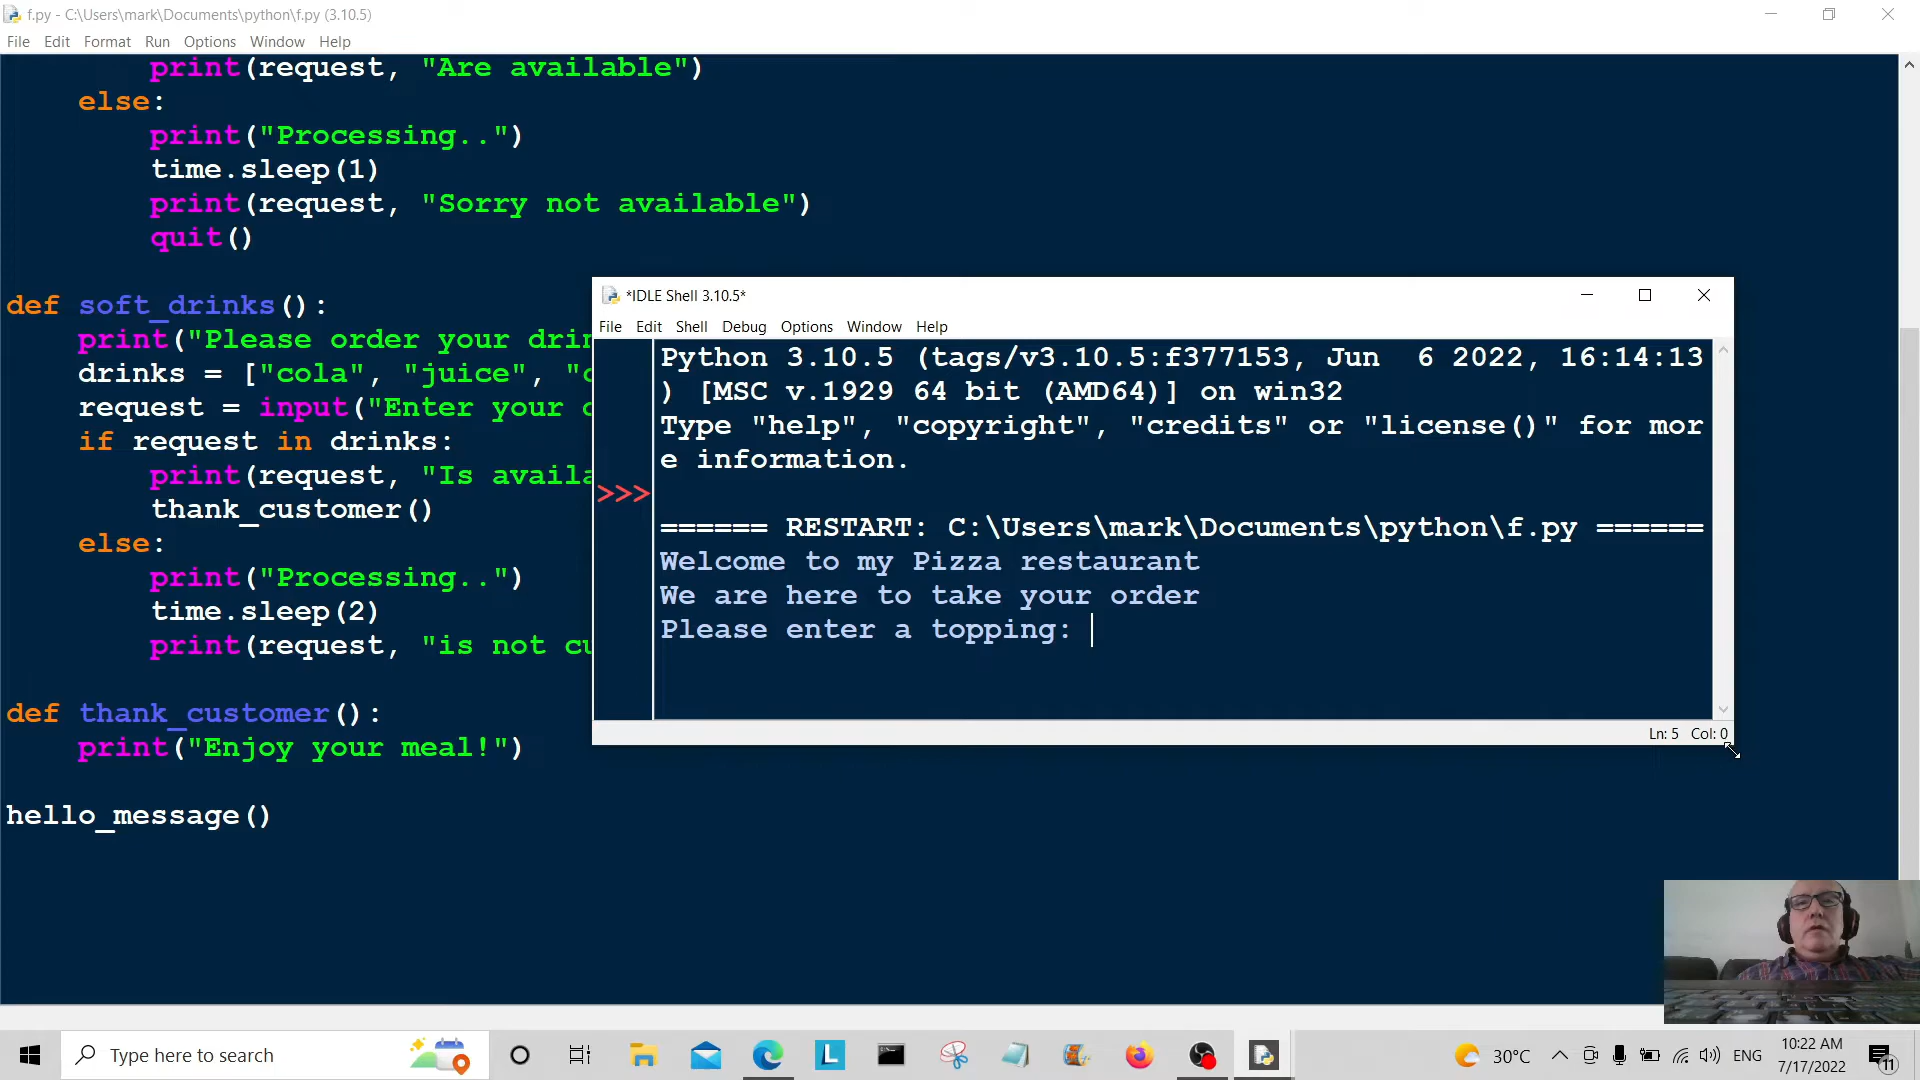 f.py - C:\Users\mark\Documents\python\f.py (3.10.5)
File Edit Format Run Options Window Help
print(request, "Are available")
else:
print("Processing..")
time.sleep(1)
print(request, "Sorry not available")
quit()
def soft_drinks():
print("Please order your drin
drinks = ["cola", "juice", "
request = input("Enter your
if request in drinks:
print(request, "Is availa
thank_customer()
else:
print("Processing..")
time.sleep(2)
print(request, "is not cu
def thank_customer():
print("Enjoy your meal!")
hello_message()
*IDLE Shell 3.10.5*
File Edit Shell Debug Options Window Help
Python 3.10.5 (tags/v3.10.5:f377153, Jun  6 2022, 16:14:13
) [MSC v.1929 64 bit (AMD64)] on win32
Type "help", "copyright", "credits" or "license()" for mor
e information.
>>>
====== RESTART: C:\Users\mark\Documents\python\f.py ======
Welcome to my Pizza restaurant
We are here to take your order
Please enter a topping:
Ln: 5 Col: 0
Type here to search
L
30°C
ENG
10:22 AM
7/17/2022
11